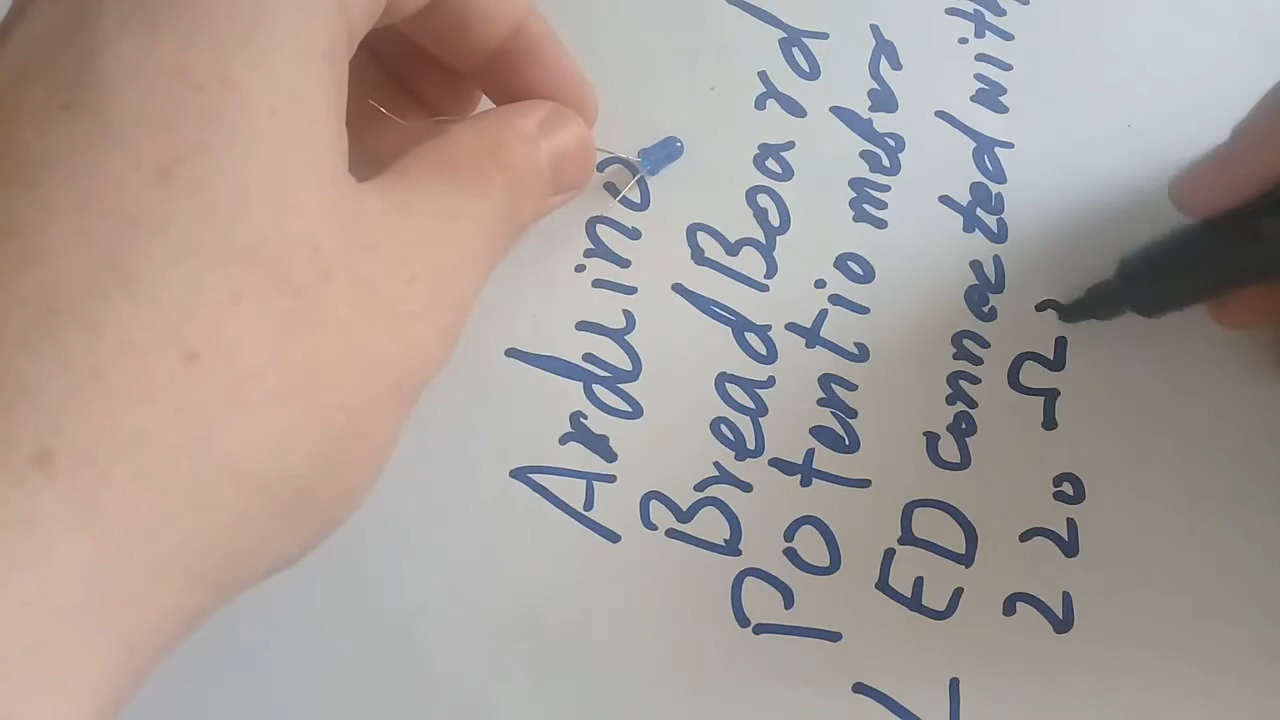 Arduino
BreadBoard
Potentiometer
LED connected with
220 Ω